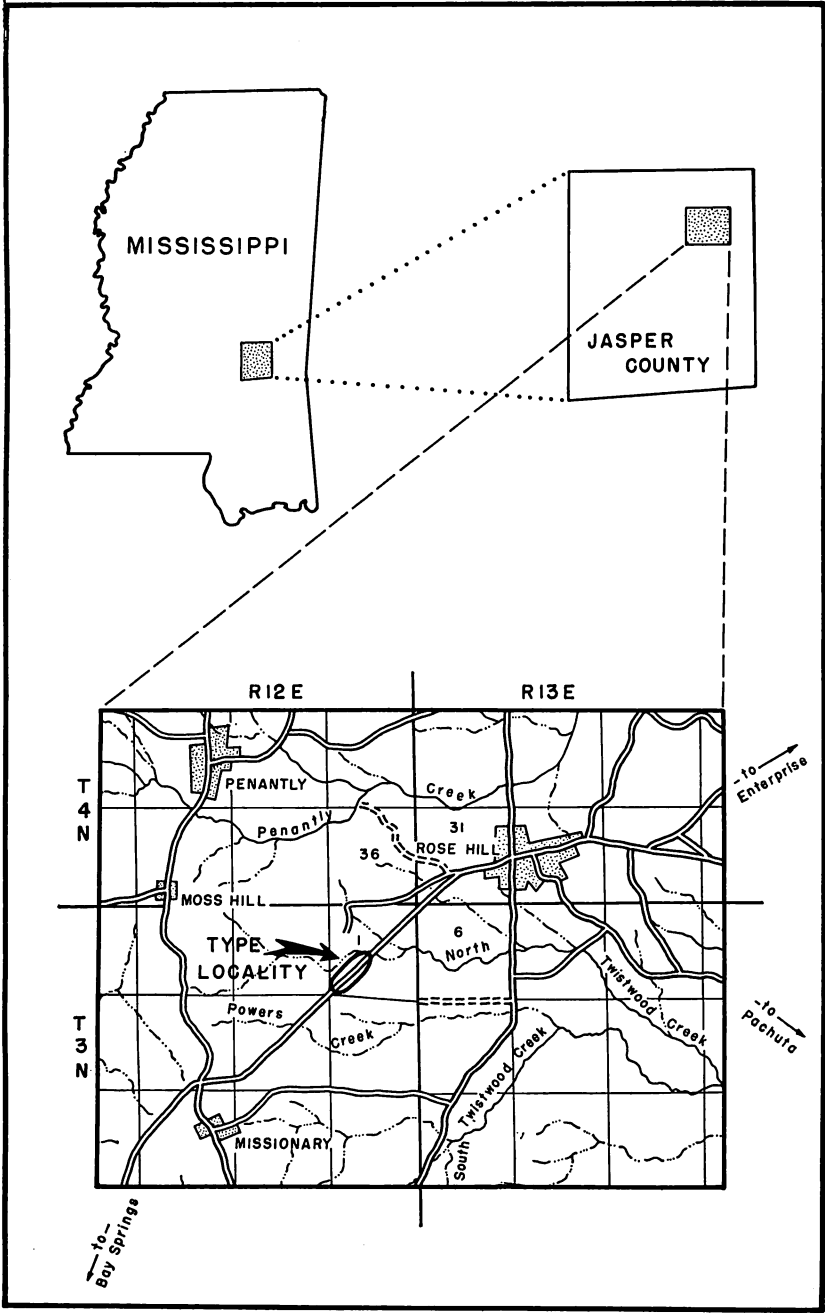 MISSISSIPPI
JASPER
COUNTY
R12E
R13E
T
4
N
PENANTLY
Creek
Penantly
31
ROSE HILL
36
-to
Enterprise
MOSS HILL
TYPE
LOCALITY
1
6
North
Twistwood Creek
Powers
Creek
T
3
N
-to
Pachuta
South Twistwood Creek
MISSIONARY
-to-
Bay Springs